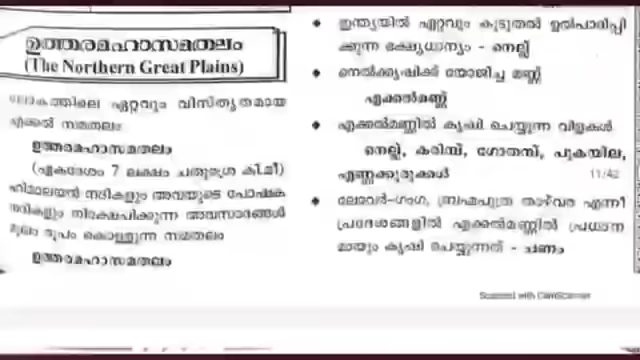 ഉത്തരമഹാസമതലം
(The Northern Great Plains)
ലോകത്തിലെ ഏറ്റവും വിസ്തൃതമായ
എക്കൽ സമതലം
ഉത്തരമഹാസമതലം
(ഏകദേശം 7 ലക്ഷം ചതുരശ്ര കി.മീ)
ഹിമാലയൻ നദികളും അവയുടെ പോഷക
നദികളും നിക്ഷേപിക്കുന്ന അവസാദങ്ങൾ
മൂലം രൂപം കൊള്ളുന്ന സമതലം
ഉത്തരമഹാസമതലം
• ഇന്ത്യയിൽ ഏറ്റവും കൂടുതൽ ഉൽപാദിപ്പി
ക്കുന്ന ഭക്ഷ്യധാന്യം - നെല്ല്
• നെൽകൃഷിക്ക് യോജിച്ച മണ്ണ്
എക്കൽമണ്ണ്
• എക്കൽമണ്ണിൽ കൃഷി ചെയ്യുന്ന വിളകൾ
നെല്ല്, കരിമ്പ്, ഗോതമ്പ്, പുകയില,
എണ്ണക്കുരുക്കൾ
11/42
• ലോവർ-ഗംഗ, ബ്രഹ്മപുത്ര താഴ്വര എന്നീ
പ്രദേശങ്ങളിൽ എക്കൽമണ്ണിൽ പ്രധാന
മായും കൃഷി ചെയ്യുന്നത് - ചണം
Scanned with CamScanner